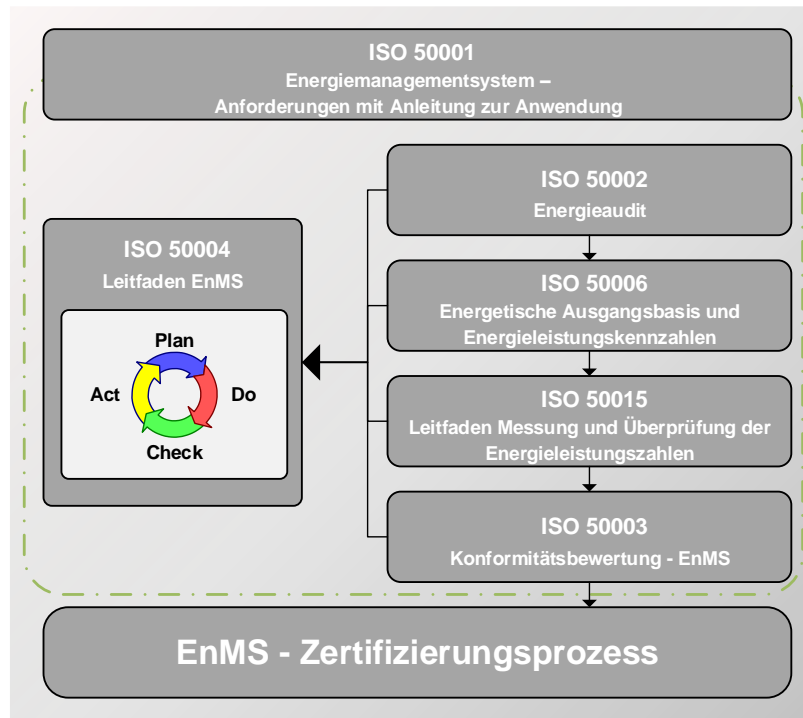 ISO 50001
Energiemanagementsystem –
Anforderungen mit Anleitung zur Anwendung
ISO 50002
Energieaudit
ISO 50004
Leitfaden EnMS
Plan
Act
Do
Check
ISO 50006
Energetische Ausgangsbasis und
Energieleistungskennzahlen
ISO 50015
Leitfaden Messung und Überprüfung der
Energieleistungszahlen
ISO 50003
Konformitätsbewertung - EnMS
EnMS - Zertifizierungsprozess